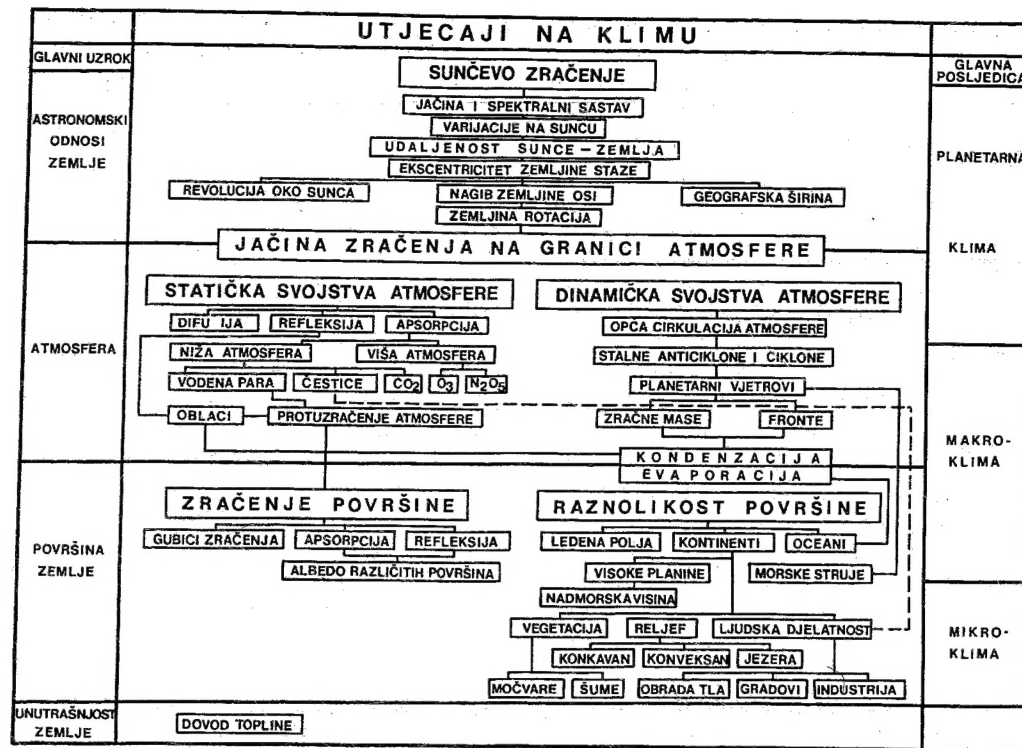 UTJECAJI NA KLIMU
GLAVNI UZROK
GLAVNA
POSLJEDICA
SUNČEVO ZRAČENJE
JAČINA I SPEKTRALNI SASTAV
VARIJACIJE NA SUNCU
UDALJENOST SUNCE – ZEMLJA
EKSCENTRICITET ZEMLJINE STAZE
REVOLUCIJA OKO SUNCA
NAGIB ZEMLJINE OSI
GEOGRAFSKA ŠIRINA
ZEMLJINA ROTACIJA
ASTRONOMSKI
ODNOSI
ZEMLJE
PLANETARNA
KLIMA
JAČINA ZRAČENJA NA GRANICI ATMOSFERE
ATMOSFERA
STATIČKA SVOJSTVA ATMOSFERE
DINAMIČKA SVOJSTVA ATMOSFERE
DIFU IJA
REFLEKSIJA
APSORPCIJA
OPĆA CIRKULACIJA ATMOSFERE
NIŽA ATMOSFERA
VIŠA ATMOSFERA
STALNE ANTICIKLONE I CIKLONE
VODENA PARA
ČESTICE
CO2
O3
N2O5
PLANETARNI VJETROVI
OBLACI
PROTUZRAČENJE ATMOSFERE
ZRAČNE MASE
FRONTE
KONDENZACIJA
EVAPORACIJA
MAKRO-
KLIMA
POVRŠINA
ZEMLJE
ZRAČENJE POVRŠINE
RAZNOLIKOST POVRŠINE
GUBICI ZRAČENJA
APSORPCIJA
REFLEKSIJA
LEDENA POLJA
KONTINENTI
OCEANI
ALBEDO RAZLIČITIH POVRŠINA
VISOKE PLANINE
MORSKE STRUJE
NADMORSKA VISINA
VEGETACIJA
RELJEF
LJUDSKA DJELATNOST
KONKAVAN
KONVEKSAN
JEZERA
MOČVARE
ŠUME
OBRADA TLA
GRADOVI
INDUSTRIJA
MIKRO-
KLIMA
UNUTRAŠNJOST
ZEMLJE
DOVOD TOPLINE